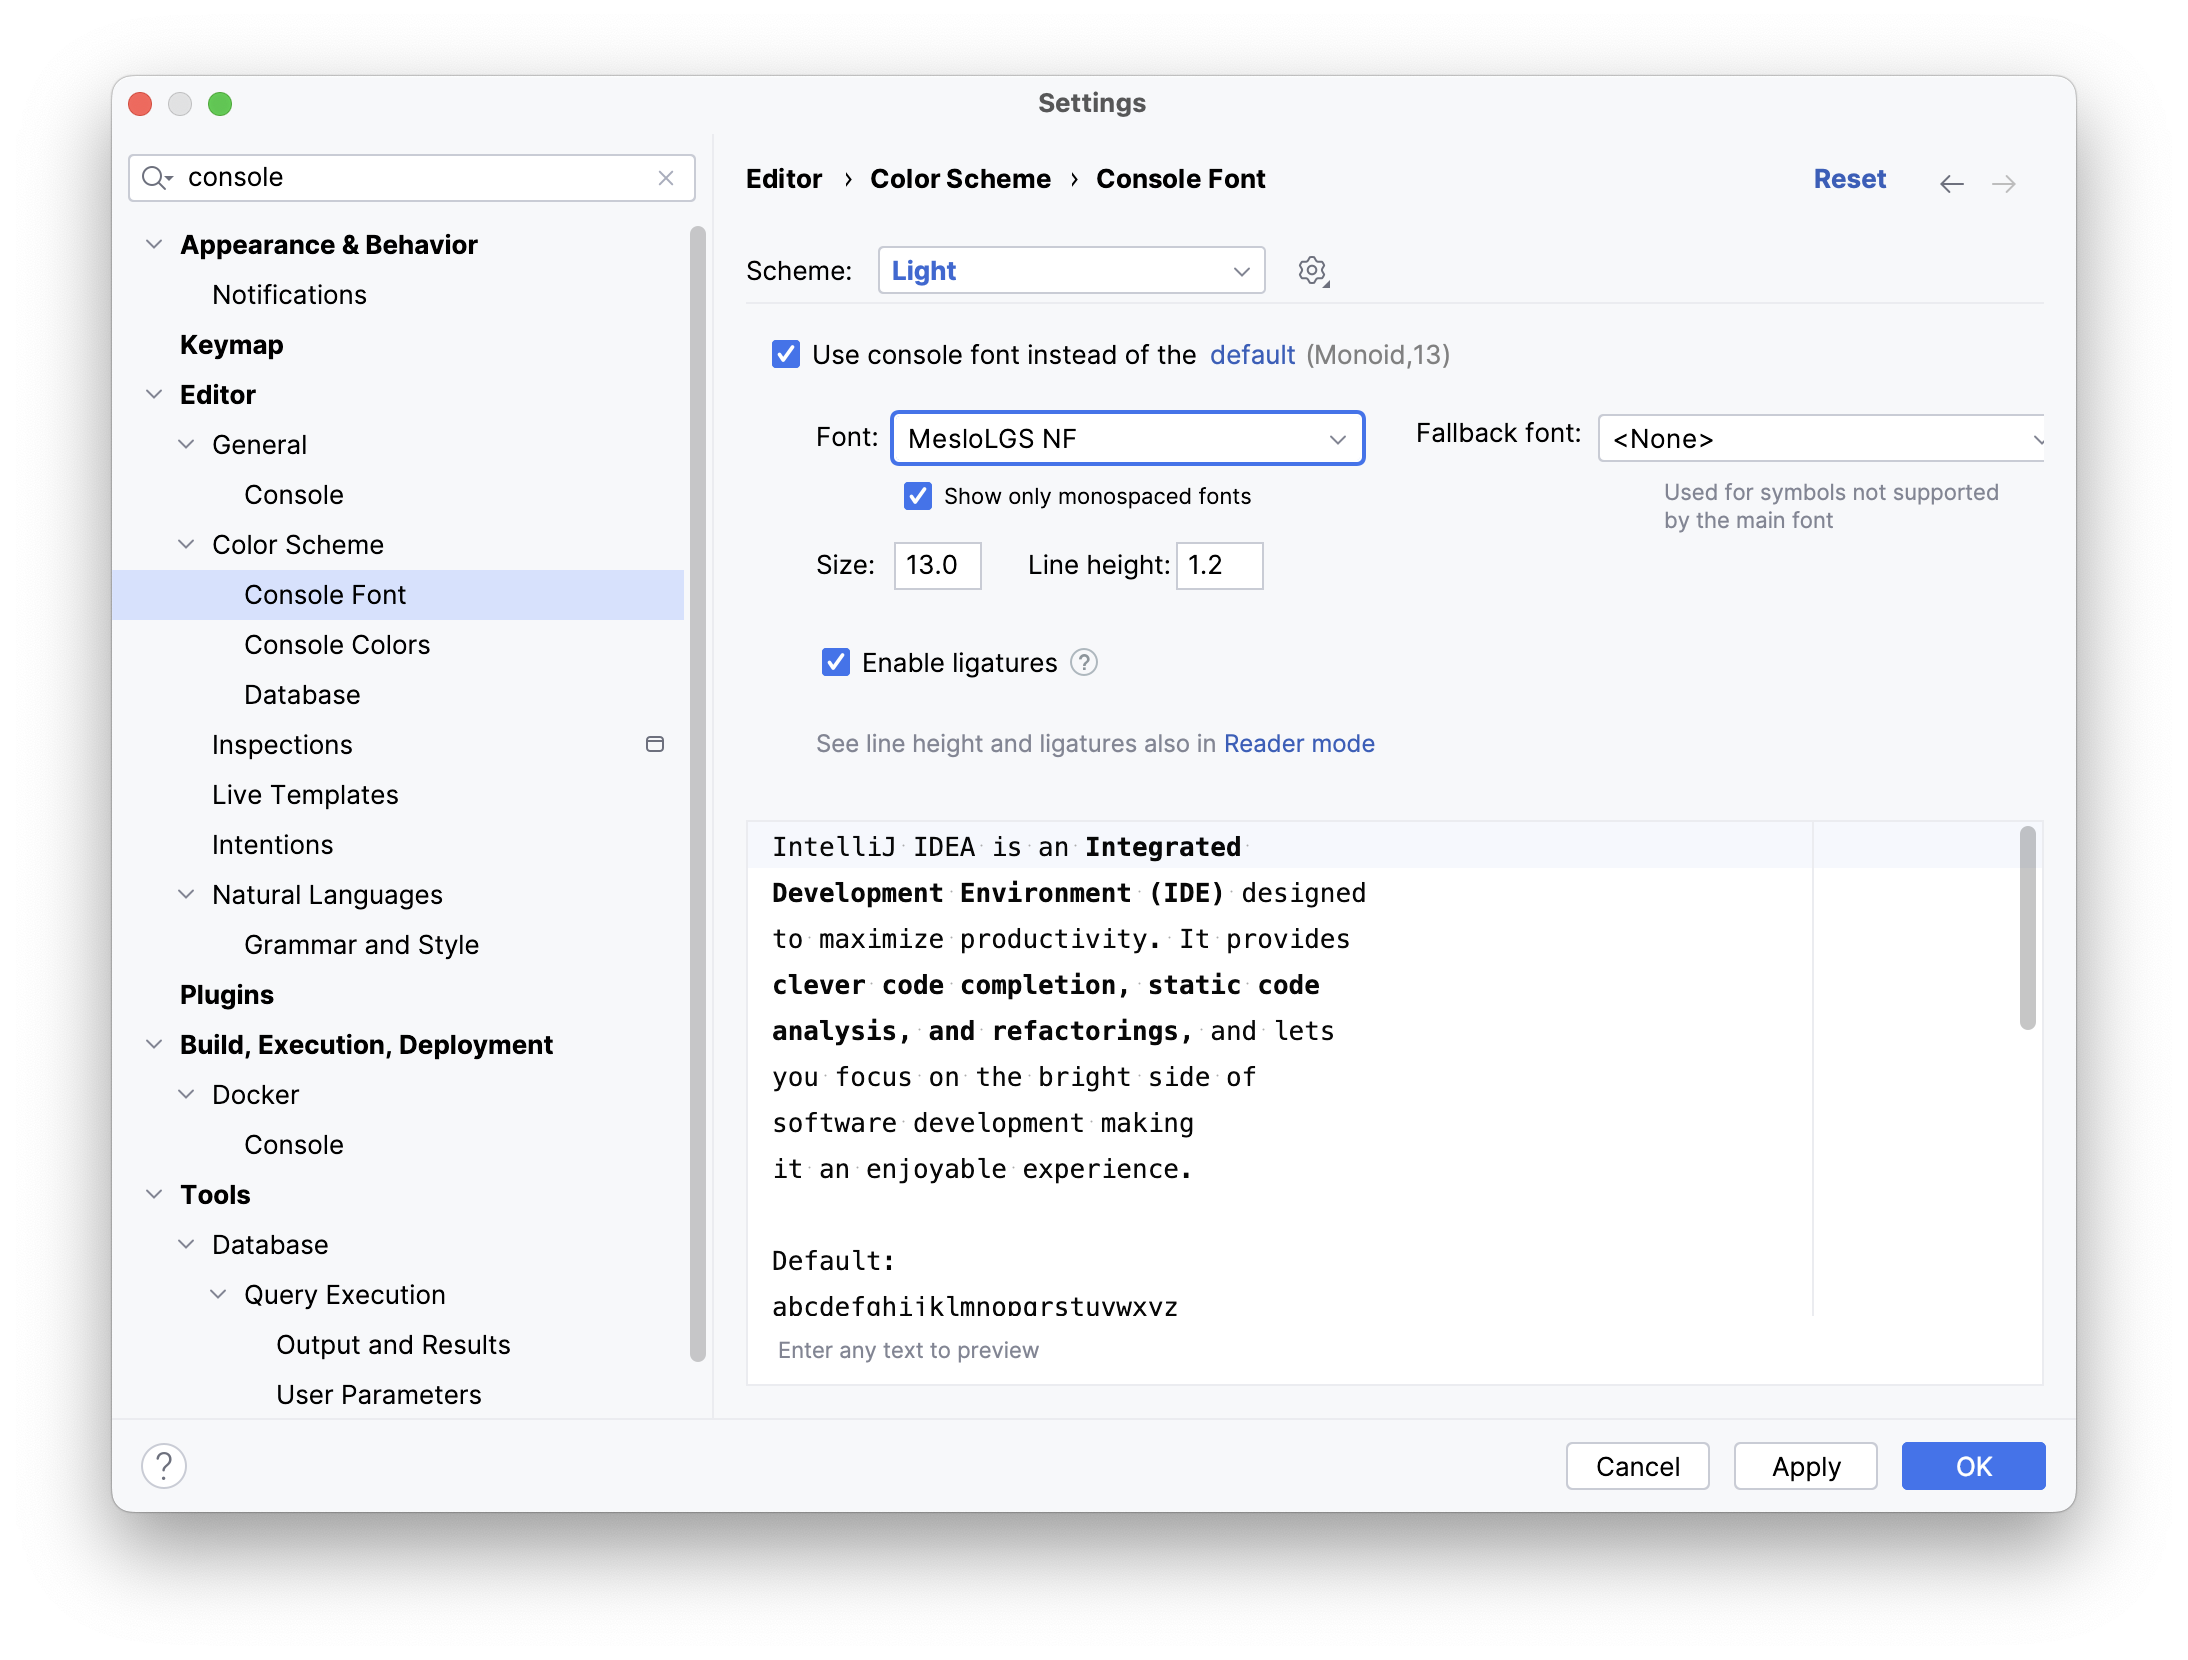 Settings
console
Appearance & Behavior
Notifications
Keymap
Editor
General
Console
Color Scheme
Console Font
Console Colors
Database
Inspections
Live Templates
Intentions
Natural Languages
Grammar and Style
Plugins
Build, Execution, Deployment
Docker
Console
Tools
Database
Query Execution
Output and Results
User Parameters
Editor › Color Scheme › Console Font
Reset
Scheme: Light
Use console font instead of the default (Monoid,13)
Font: MesloLGS NF
Fallback font: <None>
Show only monospaced fonts
Used for symbols not supported
by the main font
Size: 13.0 Line height: 1.2
Enable ligatures ?
See line height and ligatures also in Reader mode
IntelliJ IDEA is an Integrated
Development Environment (IDE) designed
to maximize productivity. It provides
clever code completion, static code
analysis, and refactorings, and lets
you focus on the bright side of
software development making
it an enjoyable experience.
Default:
abcdefghijklmnopqrstuvwxyz
Enter any text to preview
?
Cancel
Apply
OK